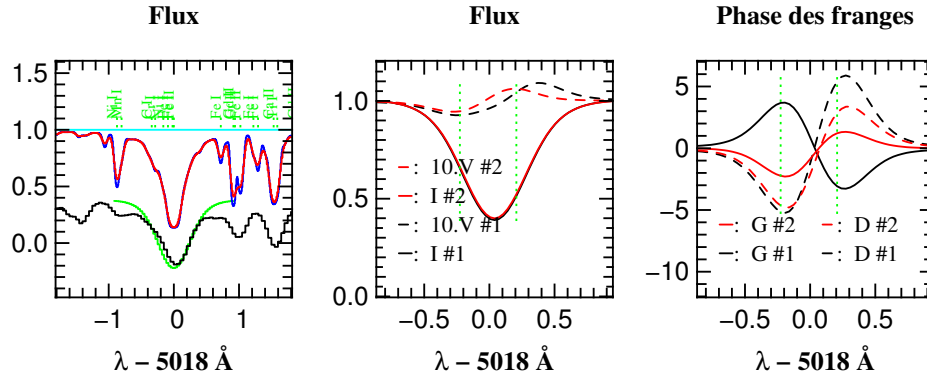 Flux
Flux
Phase des franges
1.5
1.0
0.5
0.0
−1
0
1
λ − 5018 Å
1.0
0.5
0.0
−0.5
0.0
0.5
10.V #2
I #2
10.V #1
I #1
λ − 5018 Å
5
0
−5
−10
−0.5
0.0
0.5
: G #2
: D #2
: G #1
: D #1
λ − 5018 Å